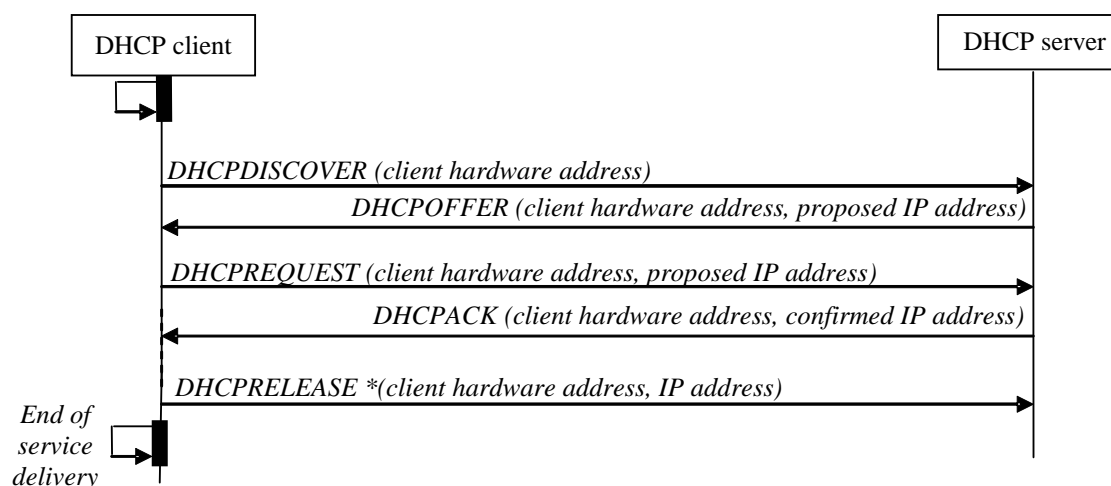 DHCP client
DHCP server
DHCPDISCOVER (client hardware address)
DHCPOFFER (client hardware address, proposed IP address)
DHCPREQUEST (client hardware address, proposed IP address)
DHCPACK (client hardware address, confirmed IP address)
DHCPRELEASE *(client hardware address, IP address)
End of
service
delivery